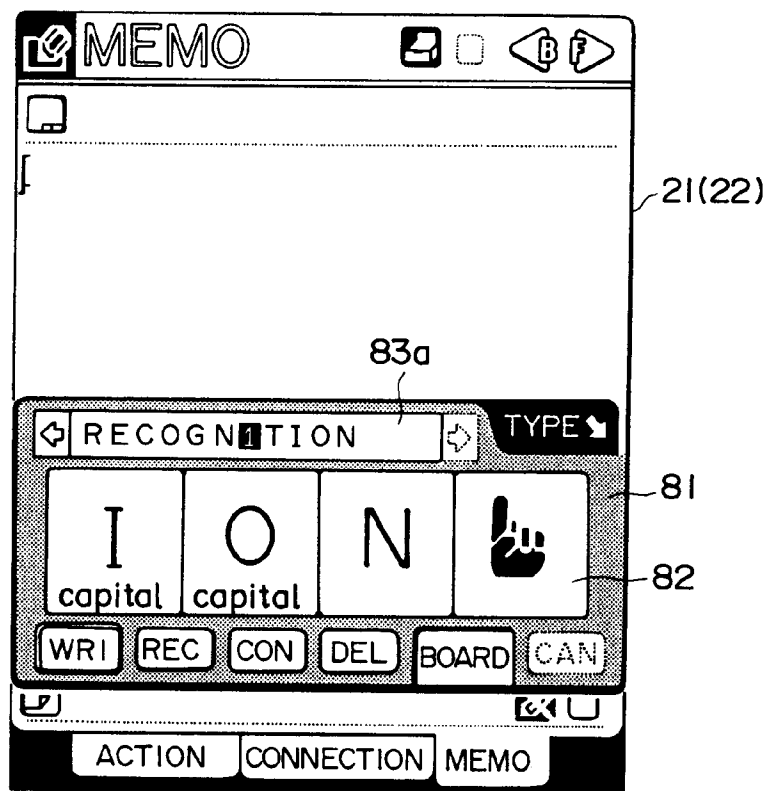 MEMO B F
21(22)
83a
RECOGN1TION TYPE
81
I O N
capital capital
82
WRI REC CON DEL BOARD CAN
ACTION CONNECTION MEMO